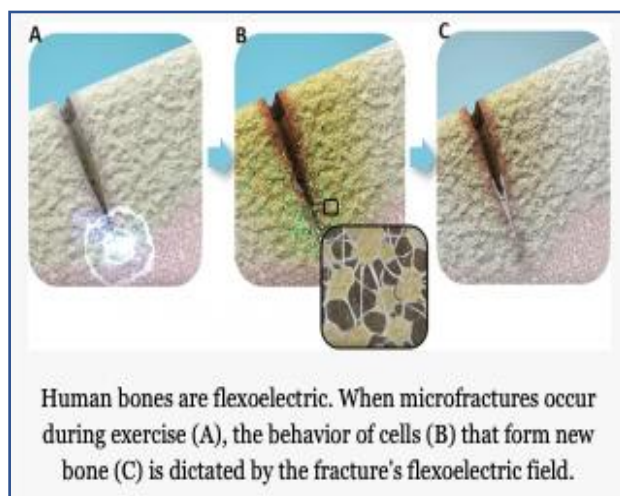 A B C
Human bones are flexoelectric. When microfractures occur
during exercise (A), the behavior of cells (B) that form new
bone (C) is dictated by the fracture's flexoelectric field.